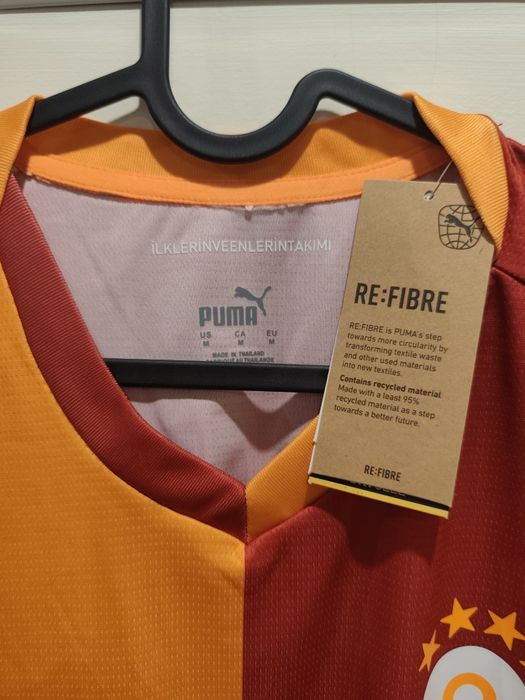 İLKLERİNVEENLERİNTAKIMI
PUMA
US CA EU
M M M
MADE IN THAILAND
RE:FIBRE
RE:FIBRE is PUMA's step
towards more circularity by
transforming textile waste
and other used materials
into new textiles.
Contains recycled material
Made with a least 95%
recycled material as a step
towards a better future.
RE:FIBRE